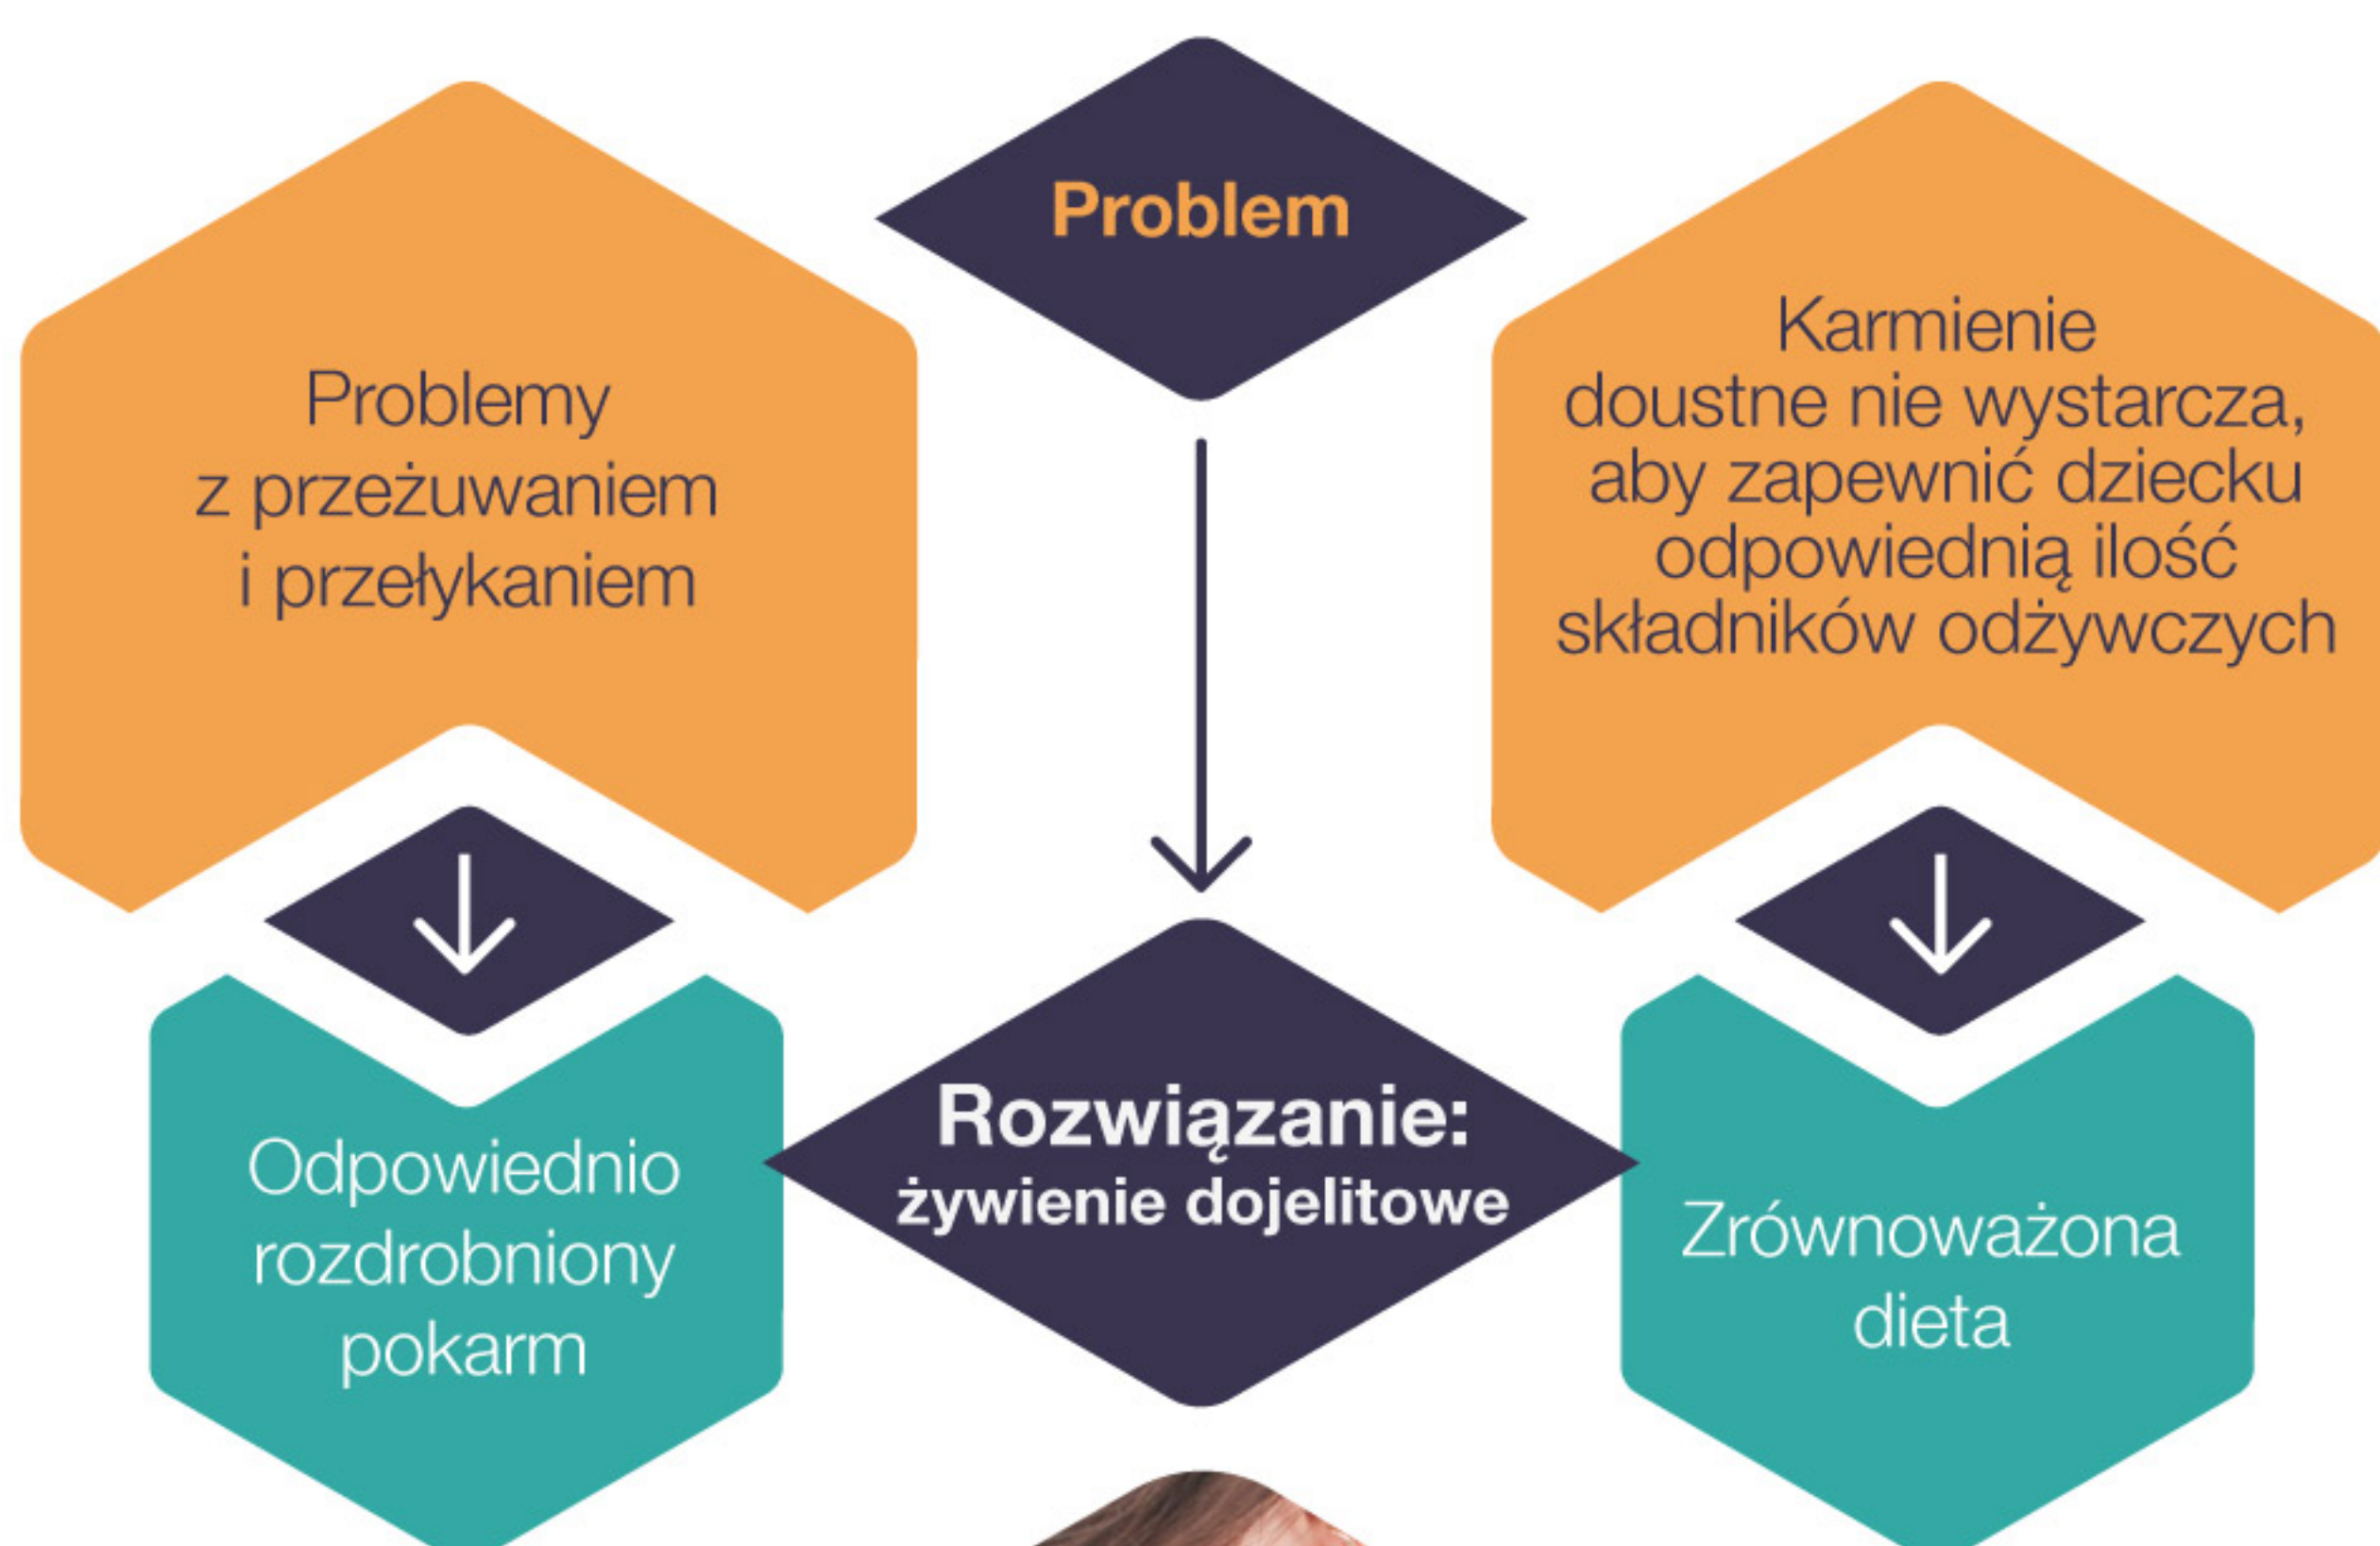 Problem
Problemy
z przeżuwaniem
i przełykaniem
Karmienie
doustne nie wystarcza,
aby zapewnić dziecku
odpowiednią ilość
składników odżywczych
Odpowiednio
rozdrobniony
pokarm
Rozwiązanie:
żywienie dojelitowe
Zrównoważona
dieta